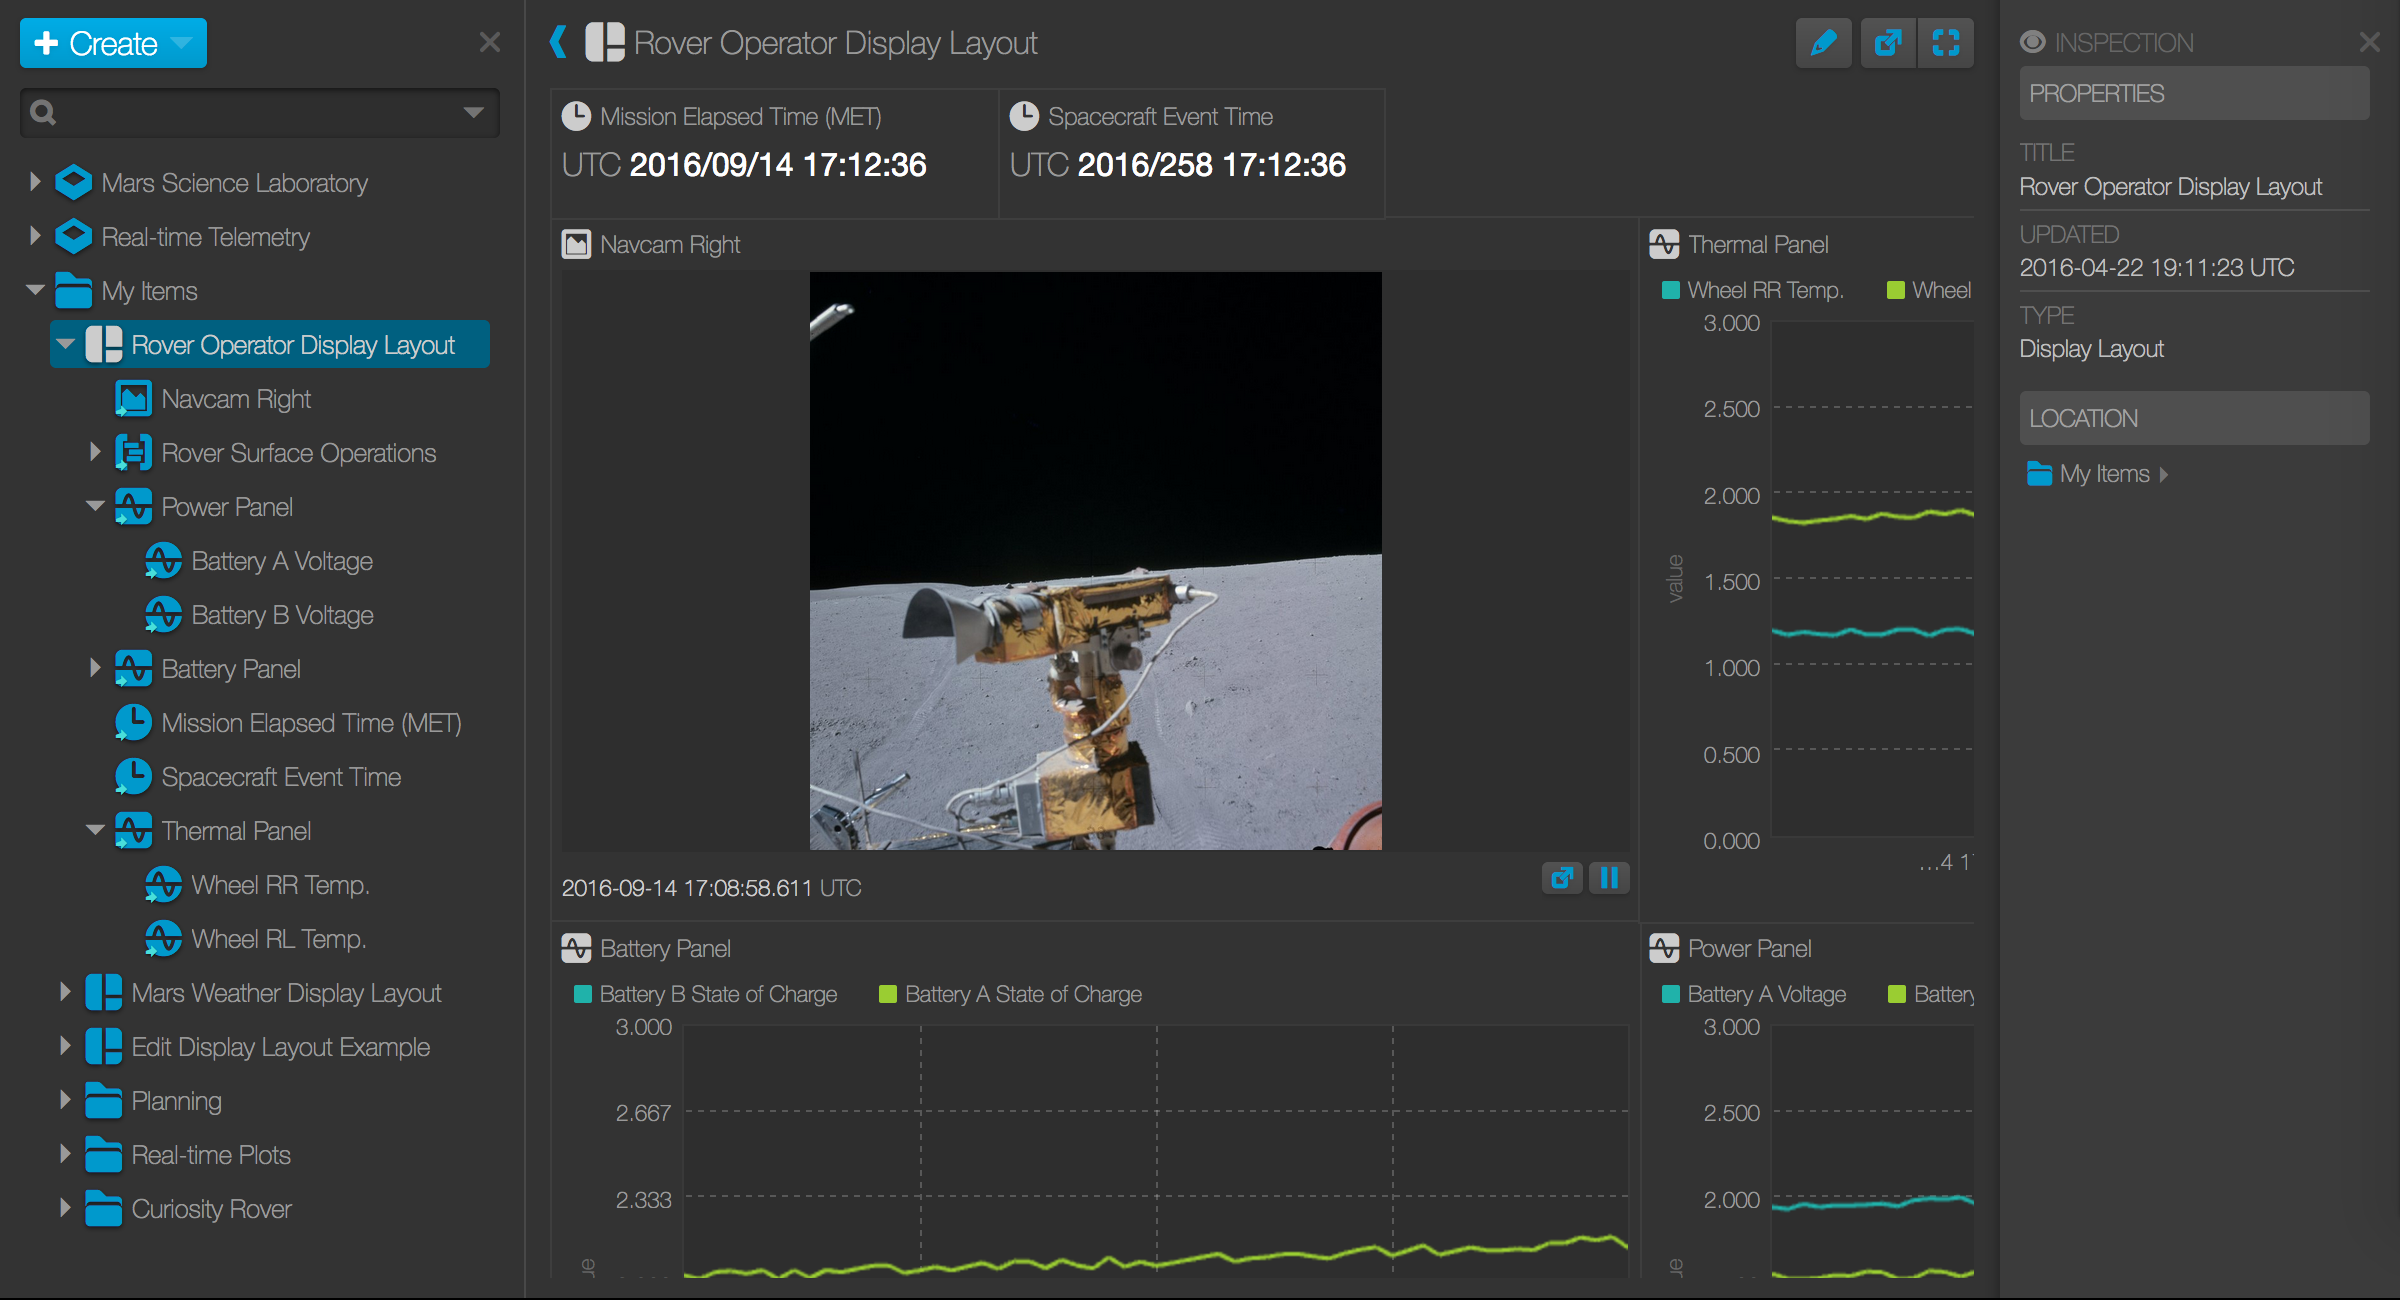 Create
Mars Science Laboratory
Real-time Telemetry
My Items
Rover Operator Display Layout
Navcam Right
Rover Surface Operations
Power Panel
Battery A Voltage
Battery B Voltage
Battery Panel
Mission Elapsed Time (MET)
Spacecraft Event Time
Thermal Panel
Wheel RR Temp.
Wheel RL Temp.
Mars Weather Display Layout
Edit Display Layout Example
Planning
Real-time Plots
Curiosity Rover
Rover Operator Display Layout
Mission Elapsed Time (MET)
UTC 2016/09/14 17:12:36
Spacecraft Event Time
UTC 2016/258 17:12:36
Navcam Right
2016-09-14 17:08:58.611 UTC
Thermal Panel
Wheel RR Temp. Wheel
3.000
2.500
2.000
1.500
1.000
0.500
0.000
value
...4 1
Battery Panel
Battery B State of Charge Battery A State of Charge
3.000
2.667
2.333
ue
Power Panel
Battery A Voltage Battery
3.000
2.500
2.000
ue
INSPECTION
PROPERTIES
TITLE
Rover Operator Display Layout
UPDATED
2016-04-22 19:11:23 UTC
TYPE
Display Layout
LOCATION
My Items